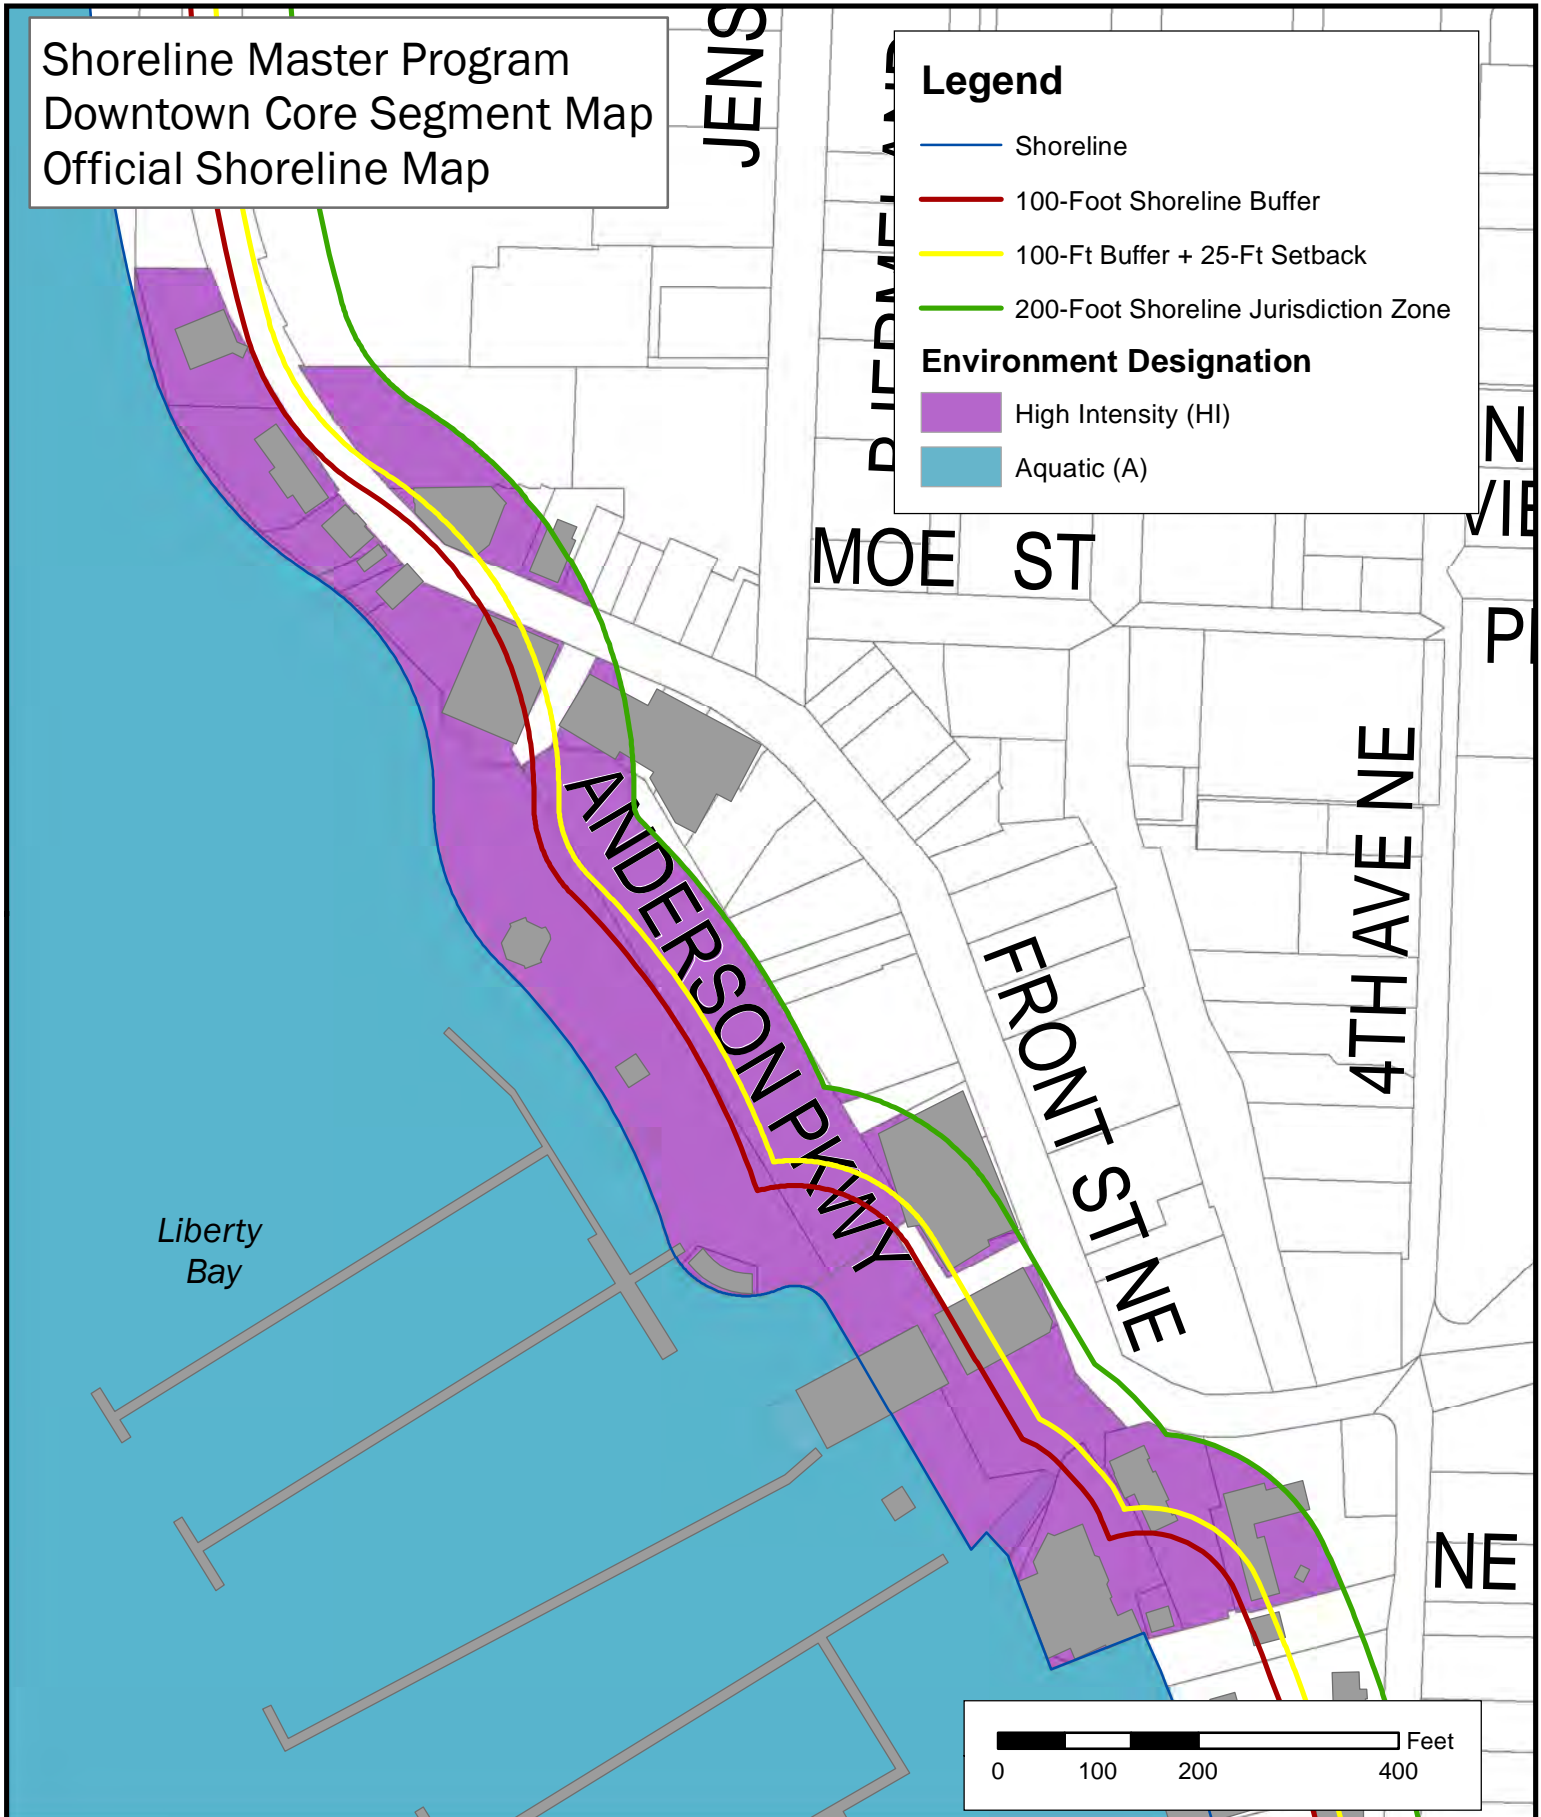 Shoreline Master Program
Downtown Core Segment Map
Official Shoreline Map
JENS
Legend
Shoreline
100-Foot Shoreline Buffer
100-Ft Buffer + 25-Ft Setback
200-Foot Shoreline Jurisdiction Zone
Environment Designation
High Intensity (HI)
Aquatic (A)
N
VIE
MOE ST
4TH AVE NE
ANDERSON PKWY
FRONT ST NE
Liberty
Bay
NE
Feet
0 100 200 400